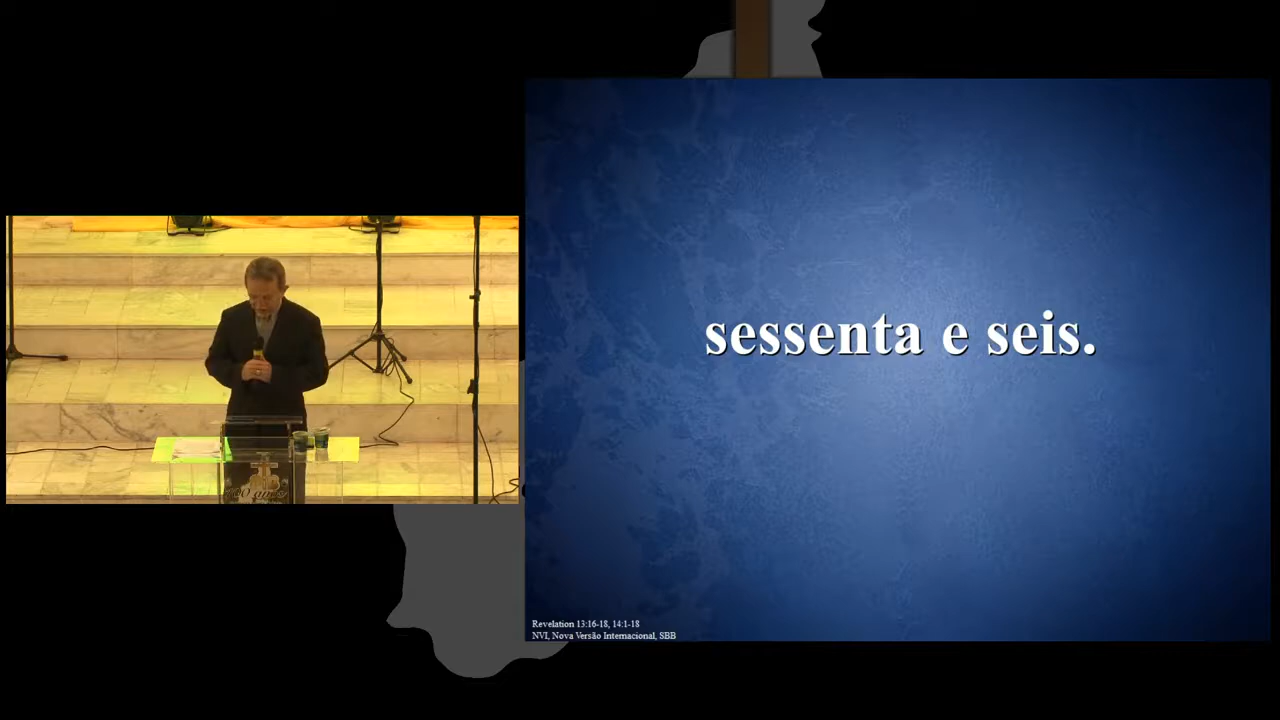 sessenta e seis.
Revelation 13:16-18, 14:1-18
NVI, Nova Versão Internacional, SBB